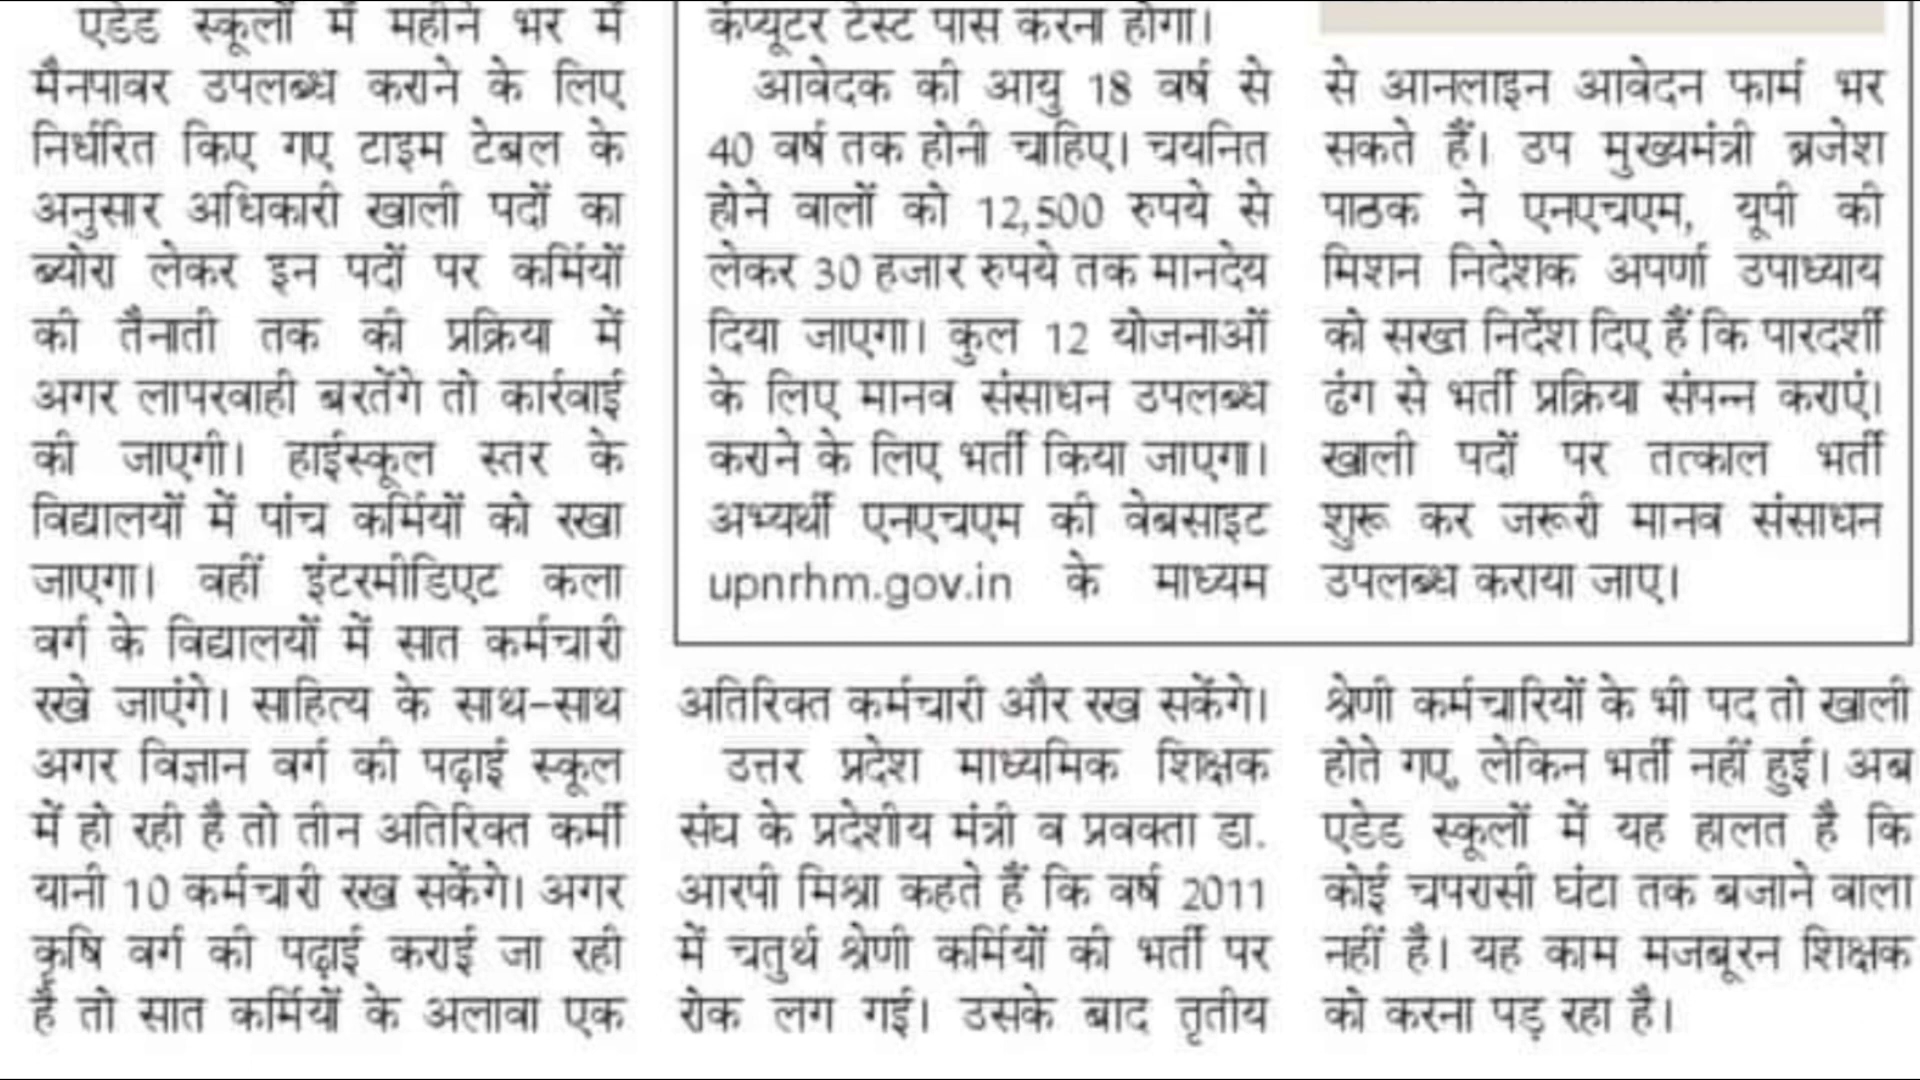 एडेड स्कूलों में महीने भर में
मैनपावर उपलब्ध कराने के लिए
निर्धरित किए गए टाइम टेबल के
अनुसार अधिकारी खाली पदों का
ब्योरा लेकर इन पदों पर कर्मियों
की तैनाती तक की प्रक्रिया में
अगर लापरवाही बरतेंगे तो कार्रवाई
की जाएगी। हाईस्कूल स्तर के
विद्यालयों में पांच कर्मियों को रखा
जाएगा। वहीं इंटरमीडिएट कला
वर्ग के विद्यालयों में सात कर्मचारी
रखे जाएंगे। साहित्य के साथ-साथ
अगर विज्ञान वर्ग की पढ़ाई स्कूल
में हो रही है तो तीन अतिरिक्त कर्मी
यानी 10 कर्मचारी रख सकेंगे। अगर
कृषि वर्ग की पढ़ाई कराई जा रही
है तो सात कर्मियों के अलावा एक
कंप्यूटर टेस्ट पास करना होगा।
आवेदक की आयु 18 वर्ष से
40 वर्ष तक होनी चाहिए। चयनित
होने वालों को 12,500 रुपये से
लेकर 30 हजार रुपये तक मानदेय
दिया जाएगा। कुल 12 योजनाओं
के लिए मानव संसाधन उपलब्ध
कराने के लिए भर्ती किया जाएगा।
अभ्यर्थी एनएचएम की वेबसाइट
upnrhm.gov.in के माध्यम
से आनलाइन आवेदन फार्म भर
सकते हैं। उप मुख्यमंत्री ब्रजेश
पाठक ने एनएचएम, यूपी की
मिशन निदेशक अपर्णा उपाध्याय
को सख्त निर्देश दिए हैं कि पारदर्शी
ढंग से भर्ती प्रक्रिया संपन्न कराएं।
खाली पदों पर तत्काल भर्ती
शुरू कर जरूरी मानव संसाधन
उपलब्ध कराया जाए।
अतिरिक्त कर्मचारी और रख सकेंगे।
उत्तर प्रदेश माध्यमिक शिक्षक
संघ के प्रदेशीय मंत्री व प्रवक्ता डा.
आरपी मिश्रा कहते हैं कि वर्ष 2011
में चतुर्थ श्रेणी कर्मियों की भर्ती पर
रोक लग गई। उसके बाद तृतीय
श्रेणी कर्मचारियों के भी पद तो खाली
होते गए, लेकिन भर्ती नहीं हुई। अब
एडेड स्कूलों में यह हालत है कि
कोई चपरासी घंटा तक बजाने वाला
नहीं है। यह काम मजबूरन शिक्षक
को करना पड़ रहा है।